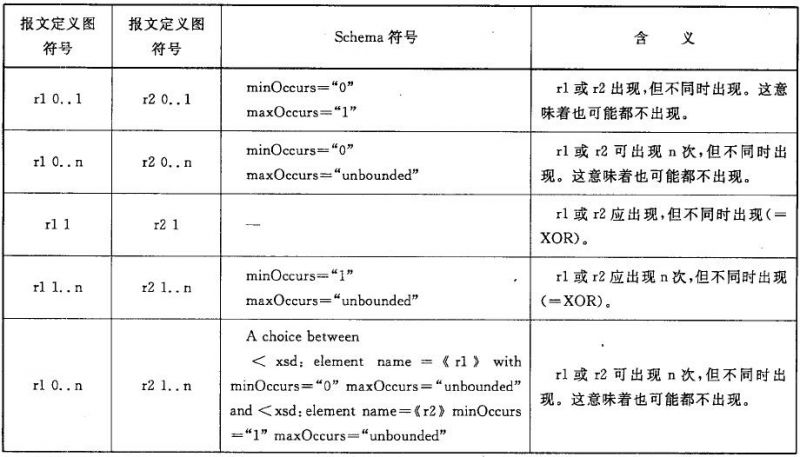 报文定义图
符号
报文定义图
符号
Schema 符号
含 义
r1 0..1
r2 0..1
minOccurs=“0”
maxOccurs=“1”
r1 或 r2 出现,但不同时出现。这意
味着也可能都不出现。
r1 0..n
r2 0..n
minOccurs=“0”
maxOccurs=“unbounded”
r1 或 r2 可出现 n 次,但不同时出
现。这意味着也可能都不出现。
r1 1
r2 1
—
r1 或 r2 应出现,但不同时出现(=
XOR)。
r1 1..n
r2 1..n
minOccurs=“1”
maxOccurs=“unbounded”
r1 或 r2 应出现 n 次,但不同时出现
(=XOR)。
r1 0..n
r2 1..n
A choice between
< xsd: element name =《 r1 》 with
minOccurs=“0” maxOccurs=“unbounded”
and <xsd:element name=《r2》minOccurs
=“1” maxOccurs=“unbounded”
r1 或 r2 可出现 n 次,但不同时出
现。这意味着也可能都不出现。